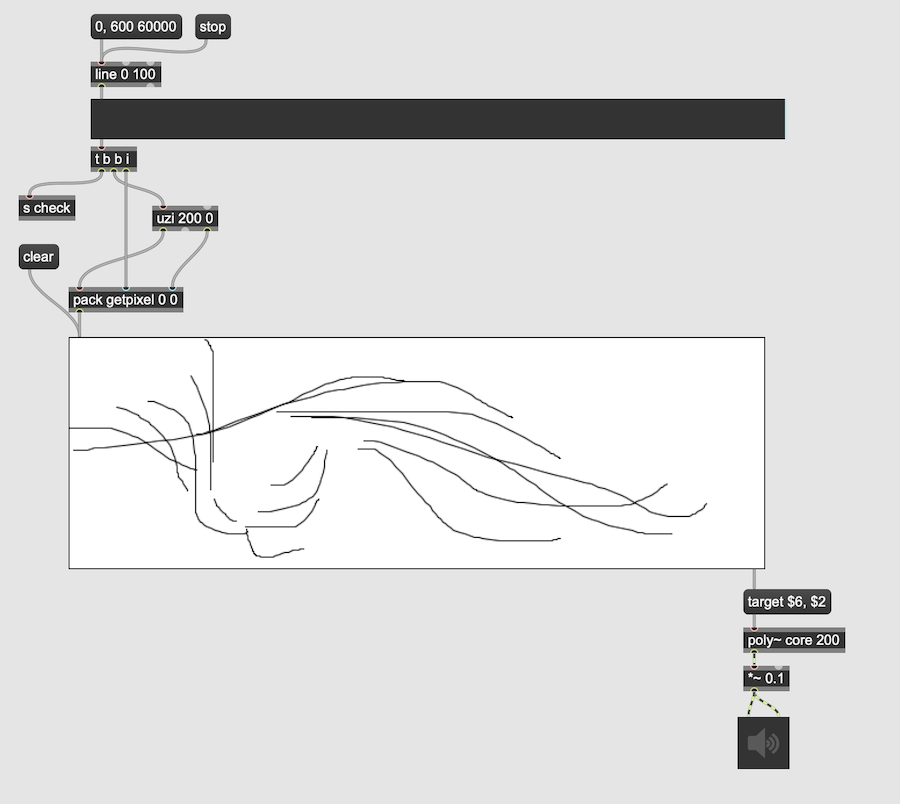 0, 600 60000
stop
line 0 100
t b b i
s check
uzi 200 0
clear
pack getpixel 0 0
target $6, $2
poly~ core 200
*~ 0.1